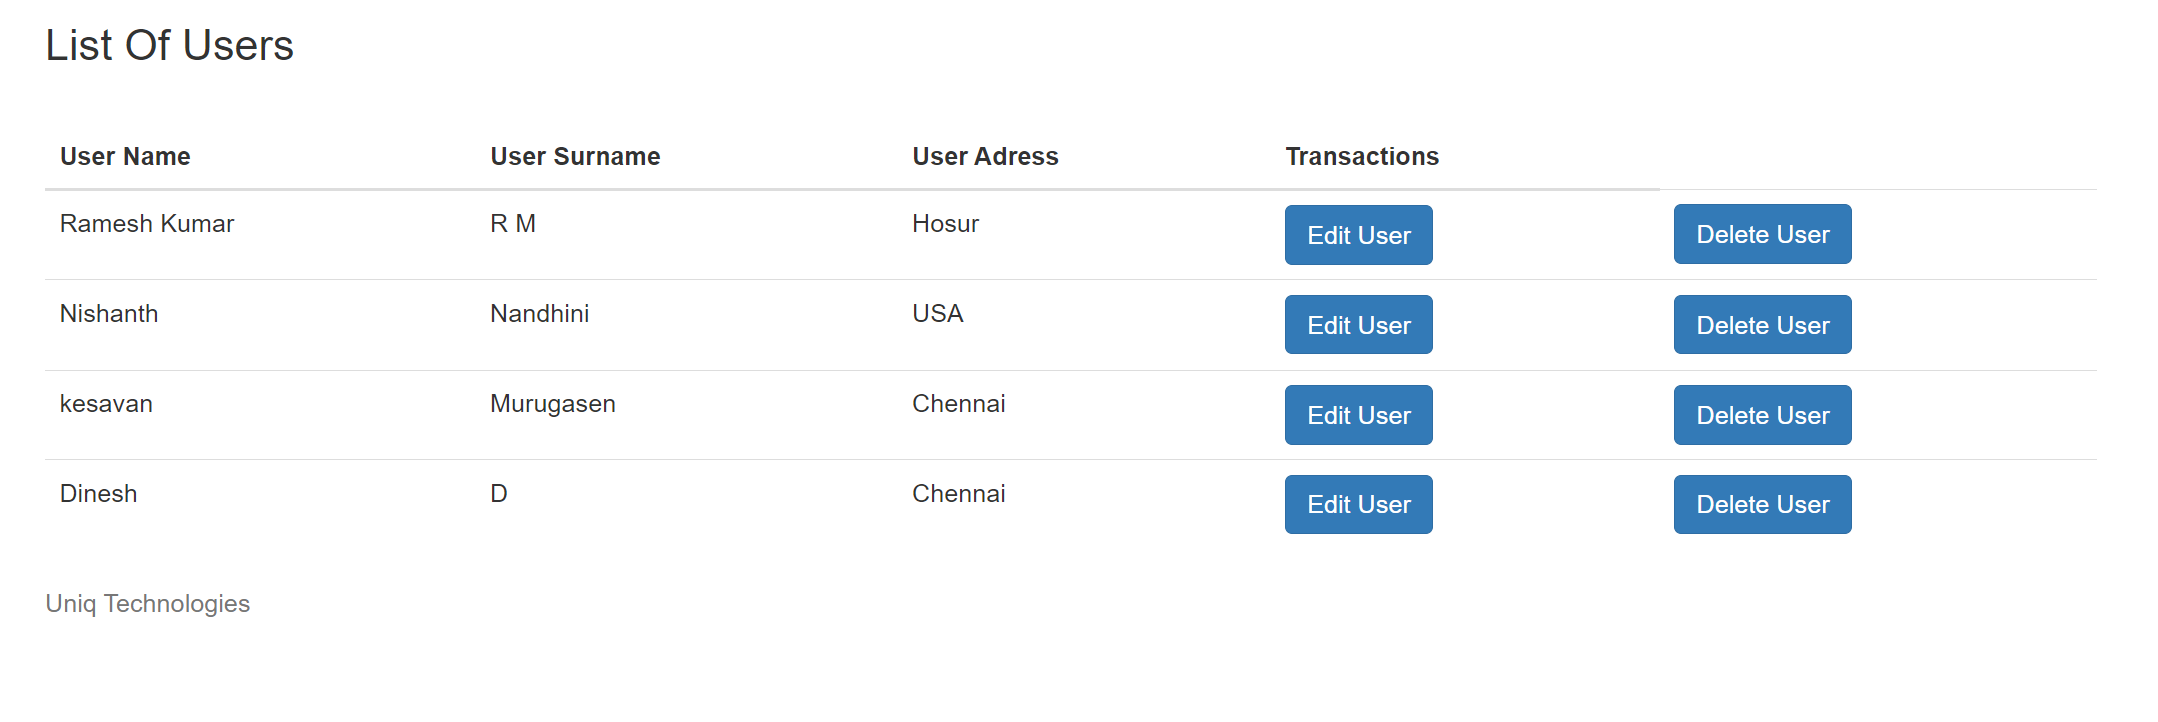 List Of Users
User Name User Surname User Adress Transactions
Ramesh Kumar R M Hosur Edit User Delete User
Nishanth Nandhini USA Edit User Delete User
kesavan Murugasen Chennai Edit User Delete User
Dinesh D Chennai Edit User Delete User
Uniq Technologies